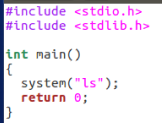 #include <stdio.h>
#include <stdlib.h>

int main()
{
  system("ls");
  return 0;
}